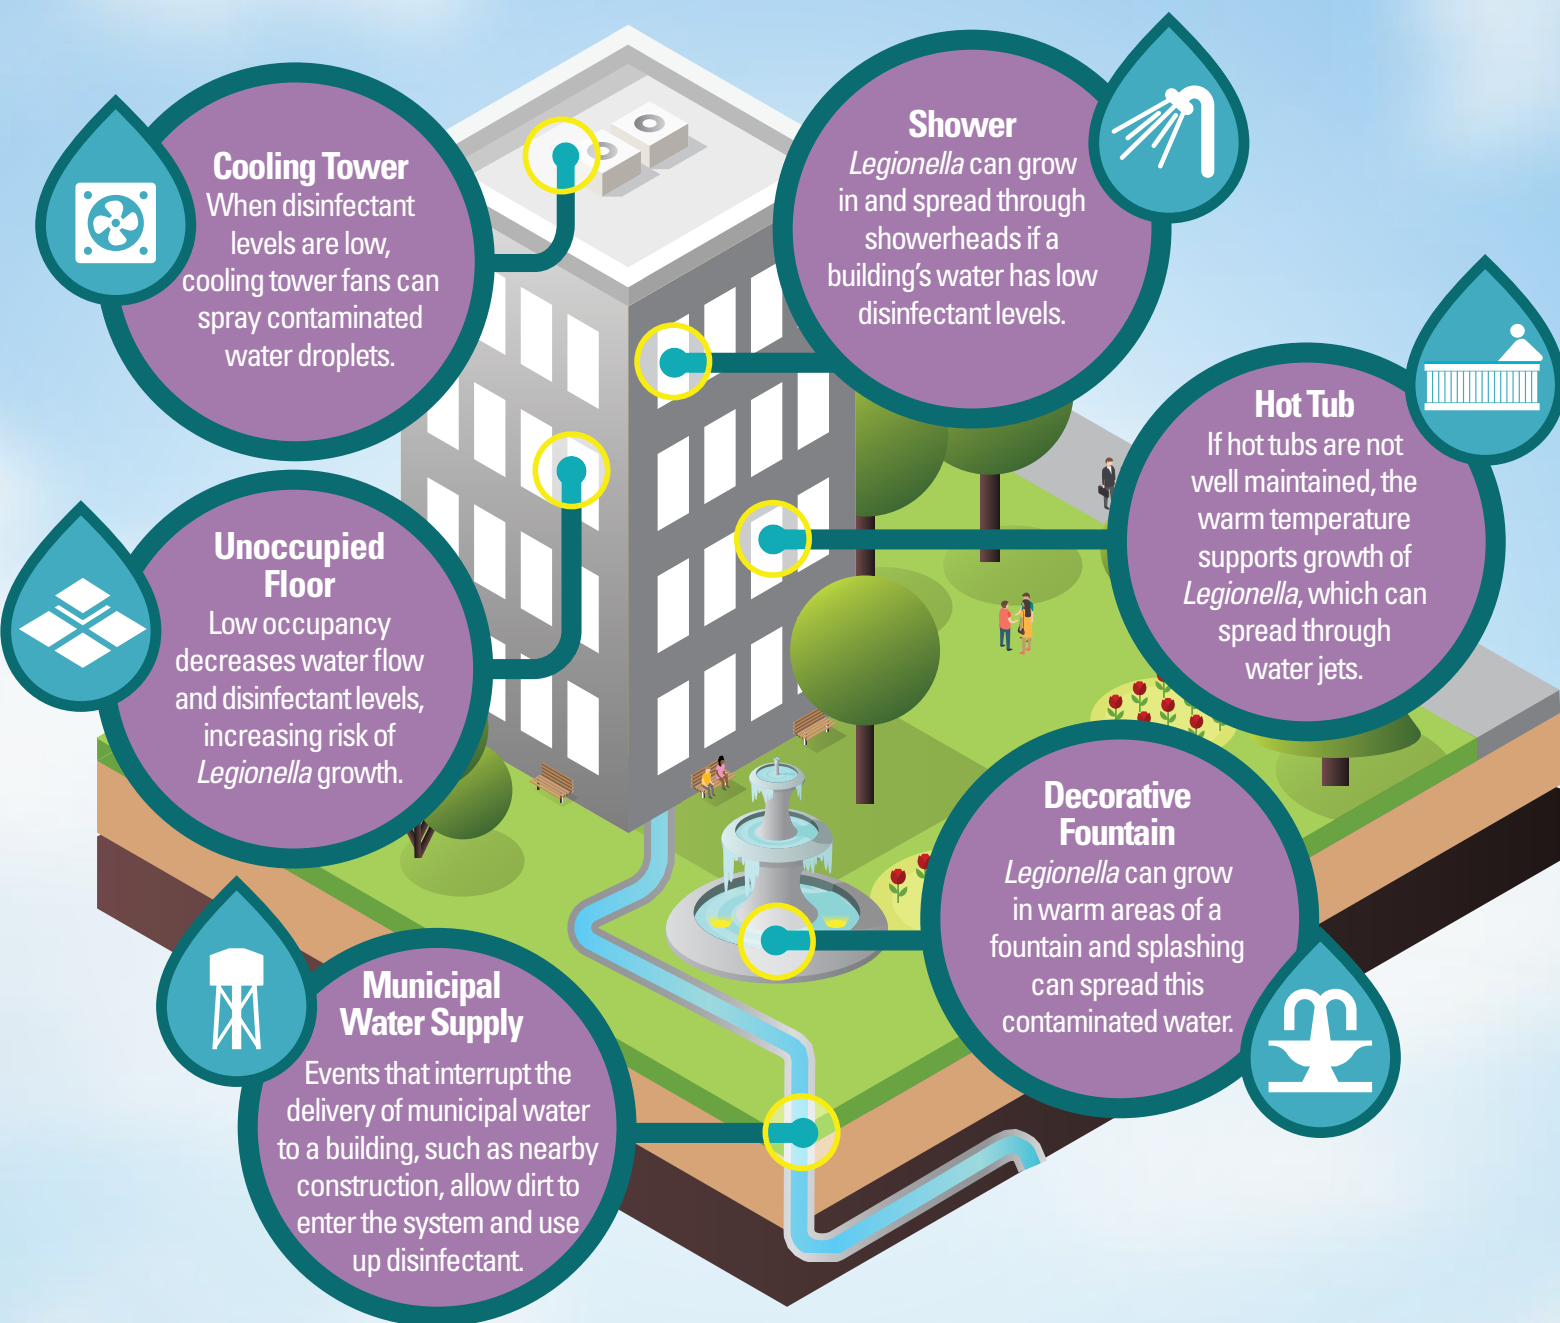 Cooling Tower
When disinfectant
levels are low,
cooling tower fans can
spray contaminated
water droplets.
Shower
Legionella can grow
in and spread through
showerheads if a
building's water has low
disinfectant levels.
Hot Tub
If hot tubs are not
well maintained, the
warm temperature
supports growth of
Legionella, which can
spread through
water jets.
Unoccupied
Floor
Low occupancy
decreases water flow
and disinfectant levels,
increasing risk of
Legionella growth.
Decorative
Fountain
Legionella can grow
in warm areas of a
fountain and splashing
can spread this
contaminated water.
Municipal
Water Supply
Events that interrupt the
delivery of municipal water
to a building, such as nearby
construction, allow dirt to
enter the system and use
up disinfectant.